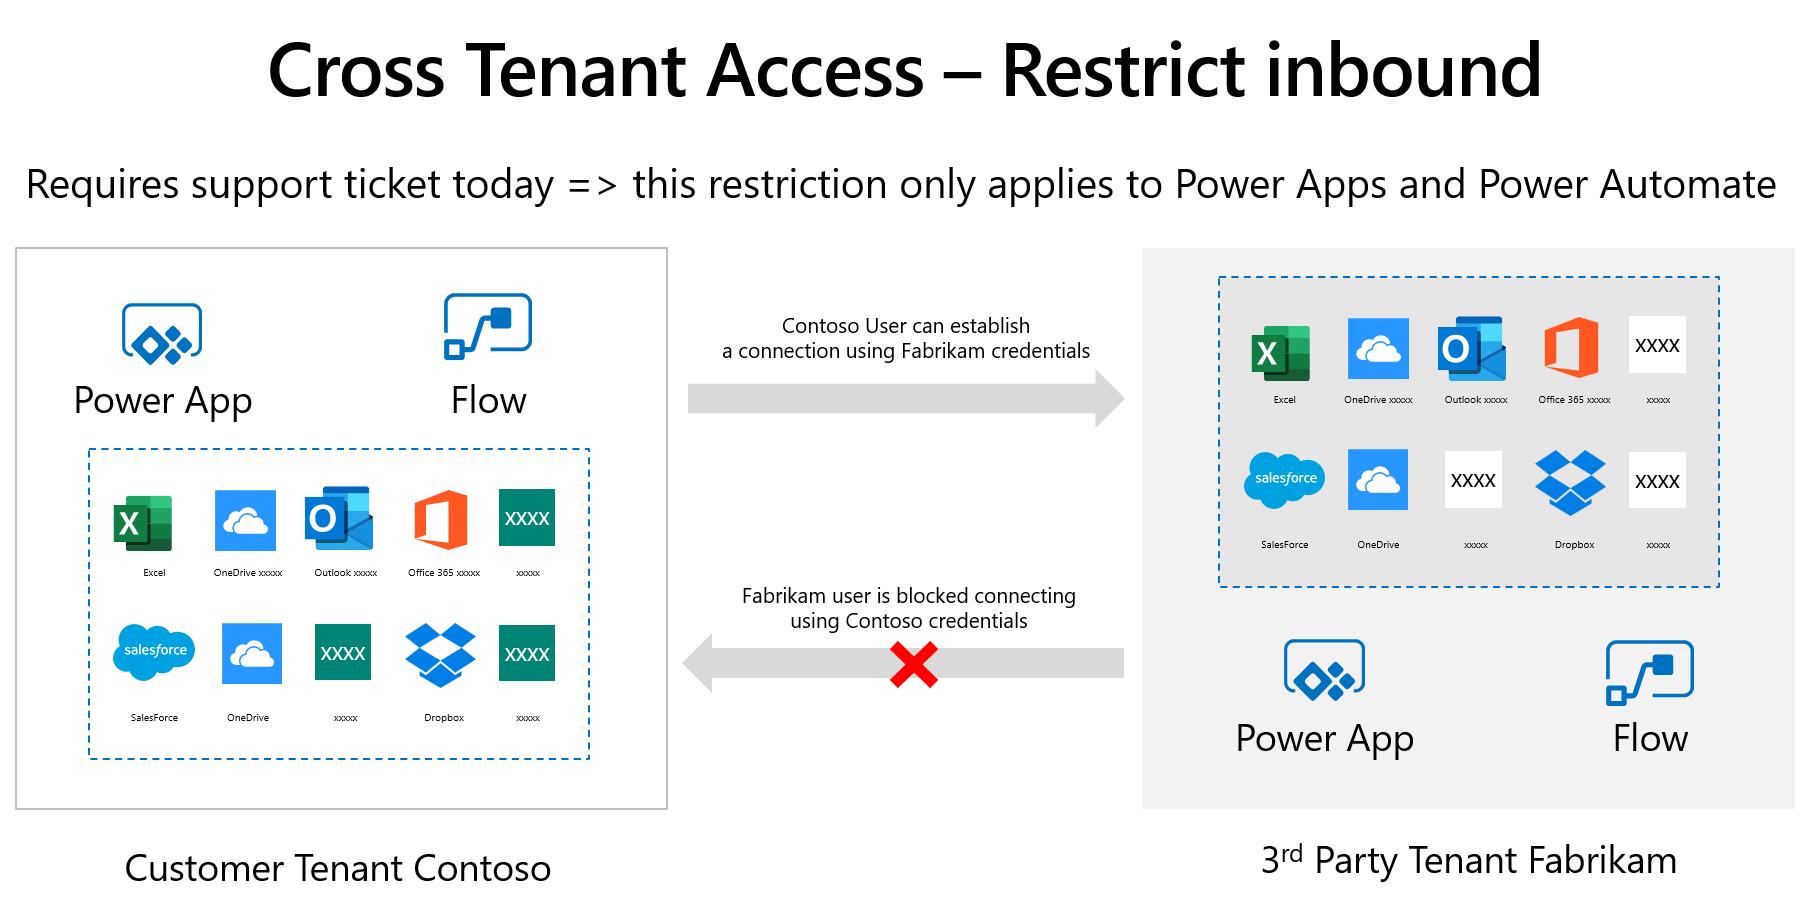 Cross Tenant Access – Restrict inbound
Requires support ticket today => this restriction only applies to Power Apps and Power Automate
Power App
Flow
X
O
XXXX
Excel
OneDrive xxxxx
Outlook xxxxx
Office 365 xxxxx
xxxxx
salesforce
XXXX
XXXX
SalesForce
OneDrive
xxxxx
Dropbox
xxxxx
Customer Tenant Contoso
Contoso User can establish
a connection using Fabrikam credentials
Fabrikam user is blocked connecting
using Contoso credentials
X
O
XXXX
Excel
OneDrive xxxxx
Outlook xxxxx
Office 365 xxxxx
xxxxx
salesforce
XXXX
XXXX
SalesForce
OneDrive
xxxxx
Dropbox
xxxxx
Power App
Flow
3rd Party Tenant Fabrikam